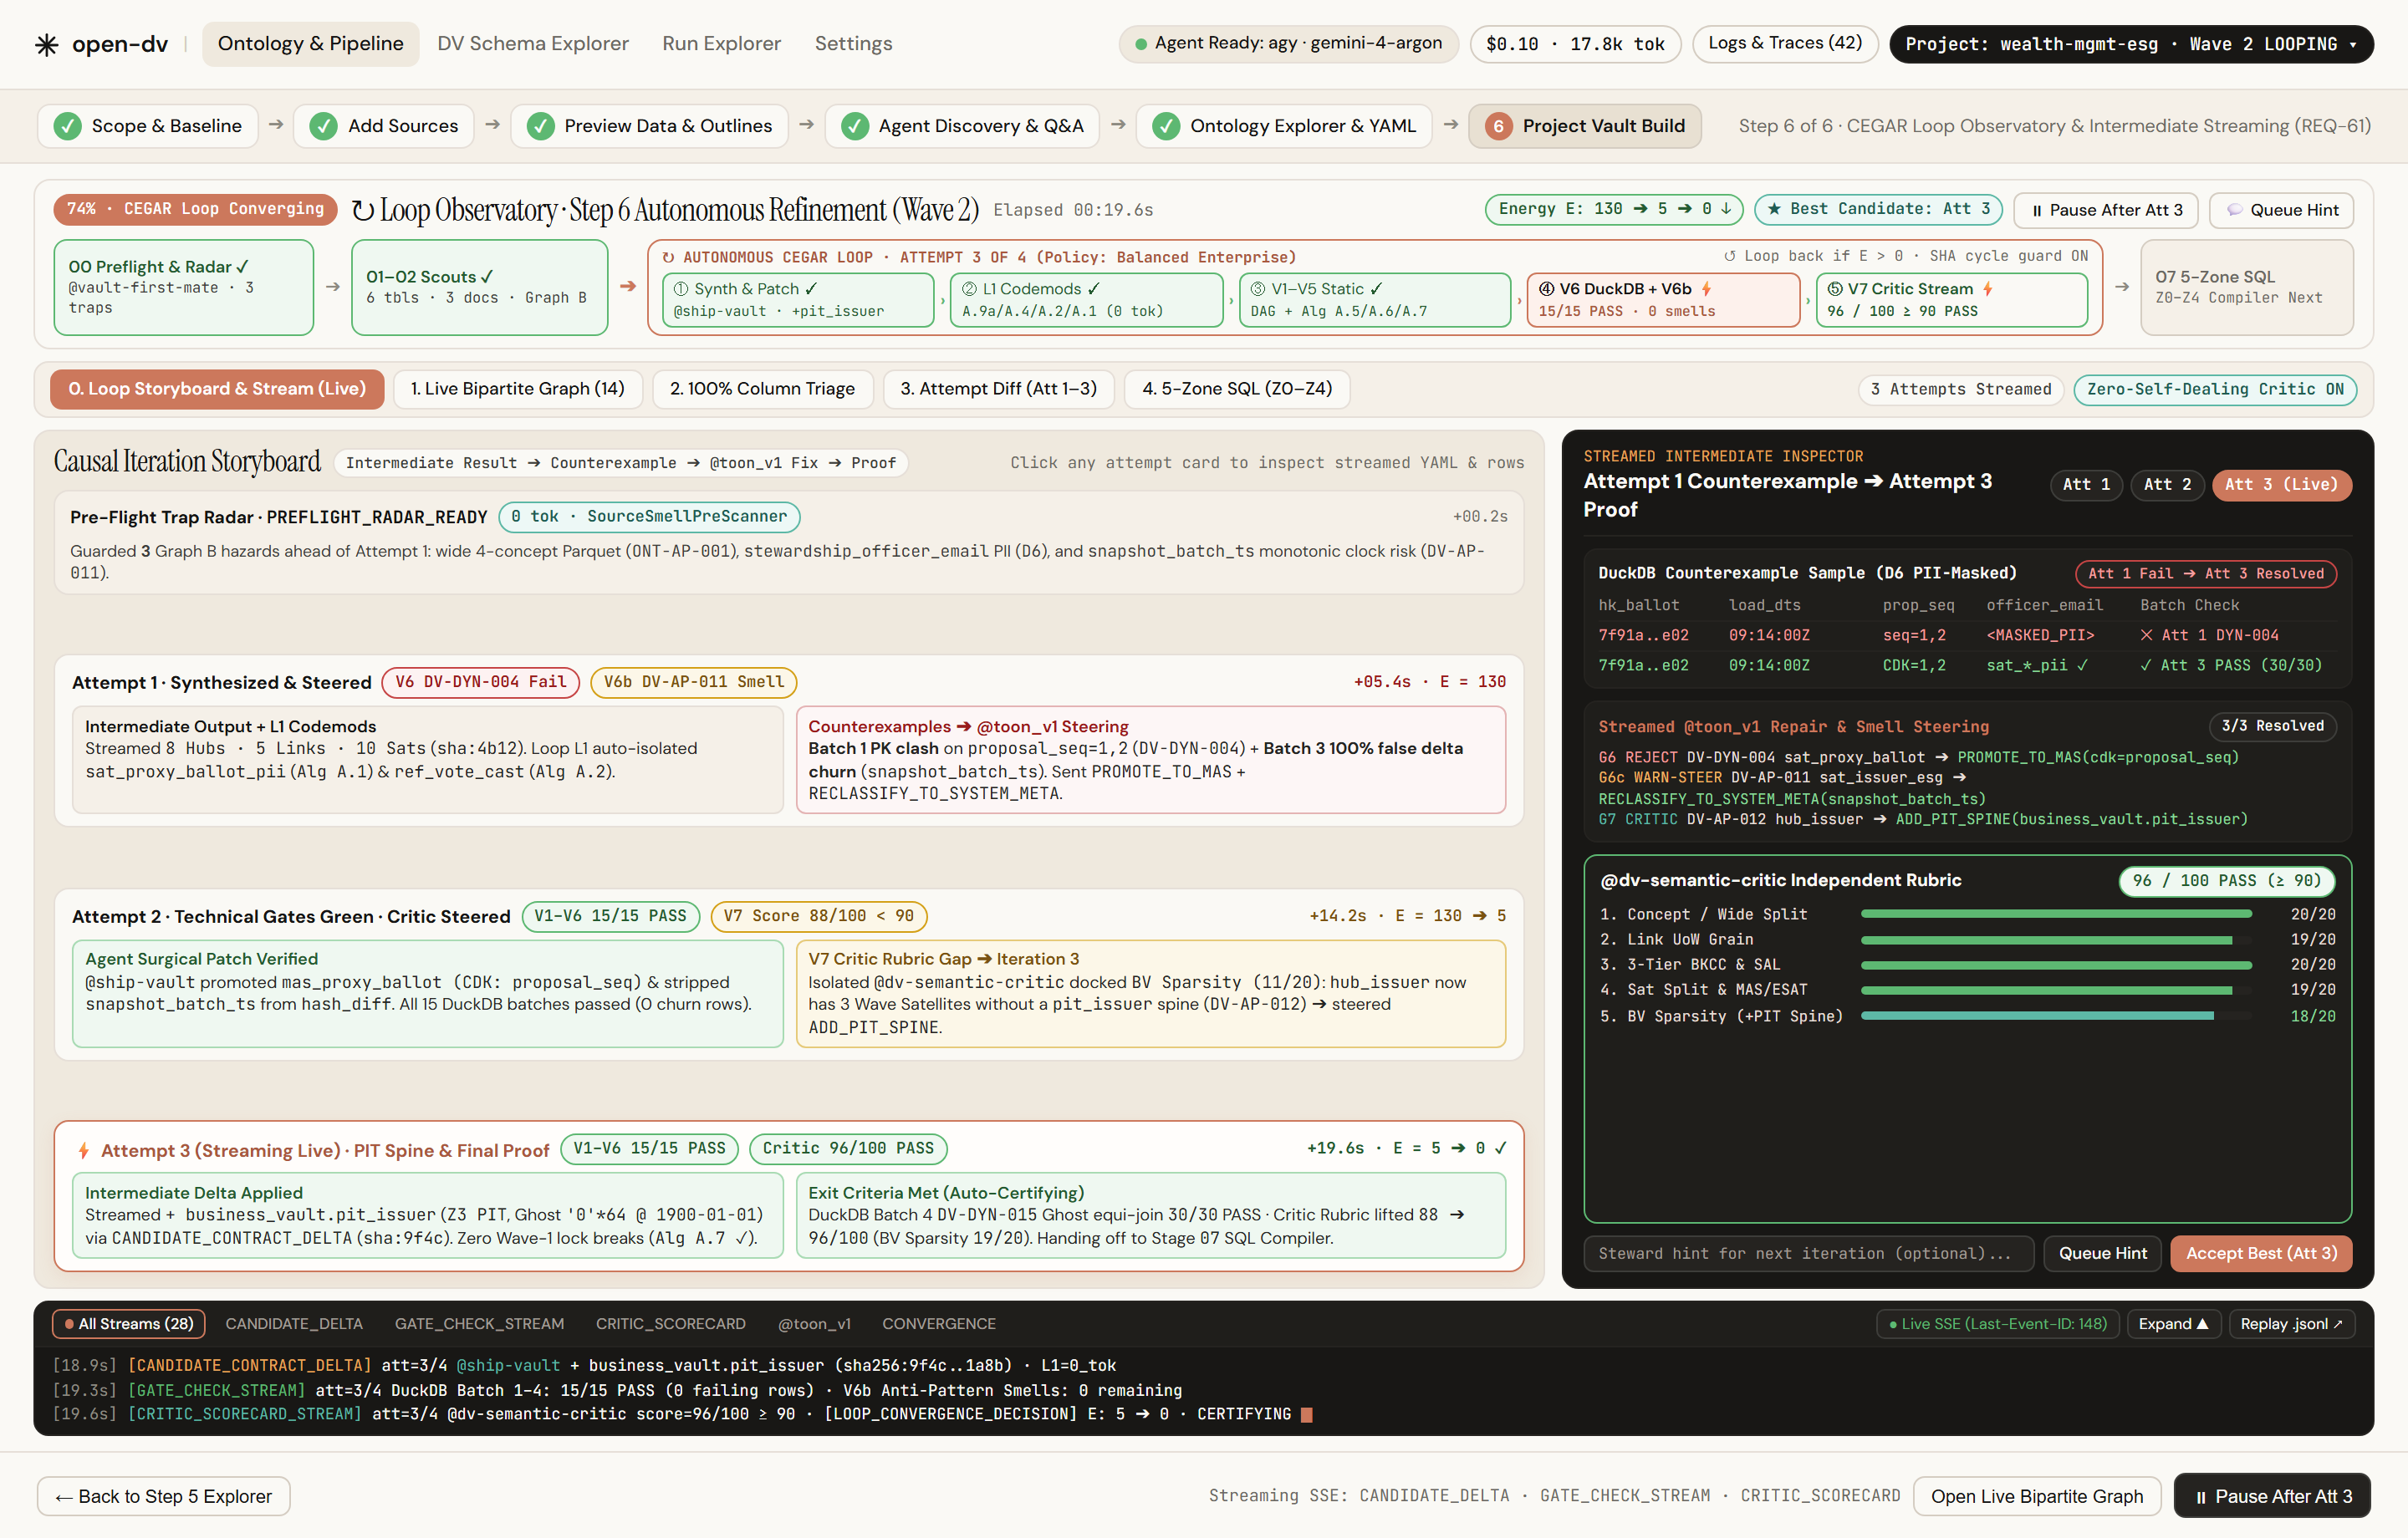 open-dv
Ontology & Pipeline
DV Schema Explorer
Run Explorer
Settings
Agent Ready: agy · gemini-4-argon
$0.10 · 17.8k tok
Logs & Traces (42)
Project: wealth-mgmt-esg · Wave 2 LOOPING ▾
✓ Scope & Baseline → ✓ Add Sources → ✓ Preview Data & Outlines → ✓ Agent Discovery & Q&A → ✓ Ontology Explorer & YAML → 6 Project Vault Build
Step 6 of 6 · CEGAR Loop Observatory & Intermediate Streaming (REQ-61)
74% · CEGAR Loop Converging
↻ Loop Observatory · Step 6 Autonomous Refinement (Wave 2)
Elapsed 00:19.6s
Energy E: 130 → 5 → 0 ↓
★ Best Candidate: Att 3
⏸ Pause After Att 3
💬 Queue Hint
00 Preflight & Radar ✓
@vault-first-mate · 3
traps
→
01–02 Scouts ✓
6 tbls · 3 docs · Graph B
→
↻ AUTONOMOUS CEGAR LOOP · ATTEMPT 3 OF 4 (Policy: Balanced Enterprise)
↺ Loop back if E > 0 · SHA cycle guard ON
① Synth & Patch ✓
@ship-vault · +pit_issuer
›
② L1 Codemods ✓
A.9a/A.4/A.2/A.1 (0 tok)
›
③ V1–V5 Static ✓
DAG + Alg A.5/A.6/A.7
›
④ V6 DuckDB + V6b ⚡
15/15 PASS · 0 smells
›
⑤ V7 Critic Stream ⚡
96 / 100 ≥ 90 PASS
→
07 5-Zone SQL
Z0–Z4 Compiler Next
0. Loop Storyboard & Stream (Live)
1. Live Bipartite Graph (14)
2. 100% Column Triage
3. Attempt Diff (Att 1–3)
4. 5-Zone SQL (Z0–Z4)
3 Attempts Streamed
Zero-Self-Dealing Critic ON
Causal Iteration Storyboard
Intermediate Result → Counterexample → @toon_v1 Fix → Proof
Click any attempt card to inspect streamed YAML & rows
Pre-Flight Trap Radar · PREFLIGHT_RADAR_READY
0 tok · SourceSmellPreScanner
+00.2s
Guarded 3 Graph B hazards ahead of Attempt 1: wide 4-concept Parquet (ONT-AP-001), stewardship_officer_email PII (D6), and snapshot_batch_ts monotonic clock risk (DV-AP-
011).
Attempt 1 · Synthesized & Steered
V6 DV-DYN-004 Fail
V6b DV-AP-011 Smell
+05.4s · E = 130
Intermediate Output + L1 Codemods
Streamed 8 Hubs · 5 Links · 10 Sats (sha:4b12). Loop L1 auto-isolated
sat_proxy_ballot_pii (Alg A.1) & ref_vote_cast (Alg A.2).
Counterexamples ➔ @toon_v1 Steering
Batch 1 PK clash on proposal_seq=1,2 (DV-DYN-004) + Batch 3 100% false delta
churn (snapshot_batch_ts). Sent PROMOTE_TO_MAS +
RECLASSIFY_TO_SYSTEM_META.
Attempt 2 · Technical Gates Green · Critic Steered
V1–V6 15/15 PASS
V7 Score 88/100 < 90
+14.2s · E = 130 ➔ 5
Agent Surgical Patch Verified
@ship-vault promoted mas_proxy_ballot (CDK: proposal_seq) & stripped
snapshot_batch_ts from hash_diff. All 15 DuckDB batches passed (0 churn rows).
V7 Critic Rubric Gap ➔ Iteration 3
Isolated @dv-semantic-critic docked BV Sparsity (11/20): hub_issuer now
has 3 Wave Satellites without a pit_issuer spine (DV-AP-012) ➔ steered
ADD_PIT_SPINE.
⚡ Attempt 3 (Streaming Live) · PIT Spine & Final Proof
V1–V6 15/15 PASS
Critic 96/100 PASS
+19.6s · E = 5 ➔ 0 ✓
Intermediate Delta Applied
Streamed + business_vault.pit_issuer (Z3 PIT, Ghost '0'*64 @ 1900-01-01)
via CANDIDATE_CONTRACT_DELTA (sha:9f4c). Zero Wave-1 lock breaks (Alg A.7 ✓).
Exit Criteria Met (Auto-Certifying)
DuckDB Batch 4 DV-DYN-015 Ghost equi-join 30/30 PASS · Critic Rubric lifted 88 ➔
96/100 (BV Sparsity 19/20). Handing off to Stage 07 SQL Compiler.
STREAMED INTERMEDIATE INSPECTOR
Attempt 1 Counterexample ➔ Attempt 3
Proof
Att 1
Att 2
Att 3 (Live)
DuckDB Counterexample Sample (D6 PII-Masked)
Att 1 Fail → Att 3 Resolved
hk_ballot load_dts prop_seq officer_email Batch Check
7f91a..e02 09:14:00Z seq=1,2 <MASKED_PII> ✕ Att 1 DYN-004
7f91a..e02 09:14:00Z CDK=1,2 sat_*_pii ✓ ✓ Att 3 PASS (30/30)
Streamed @toon_v1 Repair & Smell Steering
3/3 Resolved
G6 REJECT DV-DYN-004 sat_proxy_ballot ➔ PROMOTE_TO_MAS(cdk=proposal_seq)
G6c WARN-STEER DV-AP-011 sat_issuer_esg ➔
RECLASSIFY_TO_SYSTEM_META(snapshot_batch_ts)
G7 CRITIC DV-AP-012 hub_issuer ➔ ADD_PIT_SPINE(business_vault.pit_issuer)
@dv-semantic-critic Independent Rubric
96 / 100 PASS (≥ 90)
1. Concept / Wide Split 20/20
2. Link UoW Grain 19/20
3. 3-Tier BKCC & SAL 20/20
4. Sat Split & MAS/ESAT 19/20
5. BV Sparsity (+PIT Spine) 18/20
Steward hint for next iteration (optional)...
Queue Hint
Accept Best (Att 3)
All Streams (28)
CANDIDATE_DELTA
GATE_CHECK_STREAM
CRITIC_SCORECARD
@toon_v1
CONVERGENCE
● Live SSE (Last-Event-ID: 148)
Expand ▲
Replay .jsonl ↗
[18.9s] [CANDIDATE_CONTRACT_DELTA] att=3/4 @ship-vault + business_vault.pit_issuer (sha256:9f4c..1a8b) · L1=0_tok
[19.3s] [GATE_CHECK_STREAM] att=3/4 DuckDB Batch 1–4: 15/15 PASS (0 failing rows) · V6b Anti-Pattern Smells: 0 remaining
[19.6s] [CRITIC_SCORECARD_STREAM] att=3/4 @dv-semantic-critic score=96/100 ≥ 90 · [LOOP_CONVERGENCE_DECISION] E: 5 ➔ 0 · CERTIFYING
← Back to Step 5 Explorer
Streaming SSE: CANDIDATE_DELTA · GATE_CHECK_STREAM · CRITIC_SCORECARD
Open Live Bipartite Graph
⏸ Pause After Att 3